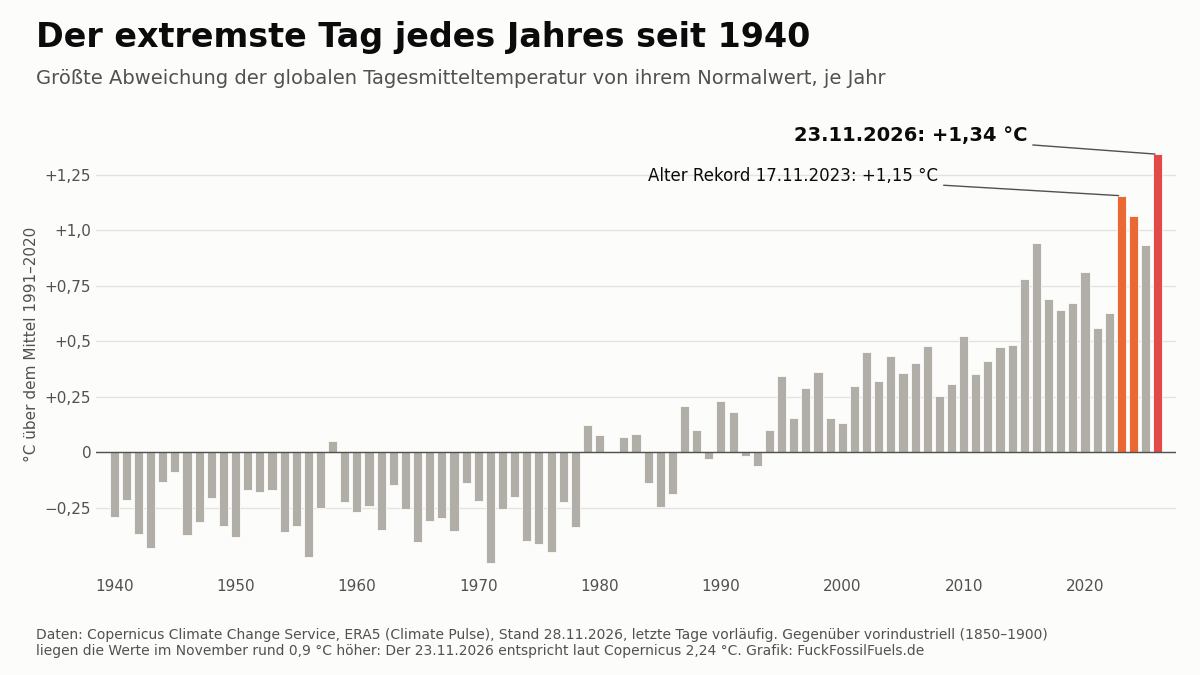 Der extremste Tag jedes Jahres seit 1940
Größte Abweichung der globalen Tagesmitteltemperatur von ihrem Normalwert, je Jahr
23.11.2026: +1,34 °C
Alter Rekord 17.11.2023: +1,15 °C
°C über dem Mittel 1991–2020
+1,25
+1,0
+0,75
+0,5
+0,25
0
−0,25
1940 1950 1960 1970 1980 1990 2000 2010 2020
Daten: Copernicus Climate Change Service, ERA5 (Climate Pulse), Stand 28.11.2026, letzte Tage vorläufig. Gegenüber vorindustriell (1850–1900)
liegen die Werte im November rund 0,9 °C höher: Der 23.11.2026 entspricht laut Copernicus 2,24 °C. Grafik: FuckFossilFuels.de